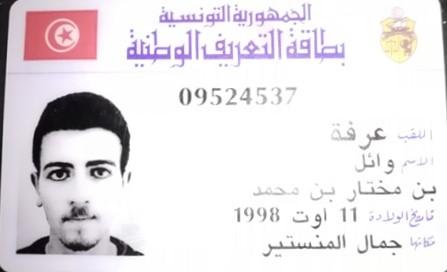 الجمهورية التونسية
بطاقة التعريف الوطنية
09524537
اللقب عرفة
الاسم وائل
بن مختار بن محمد
تاريخ الولادة 11 اوت 1998
مكانها جمال المنستير